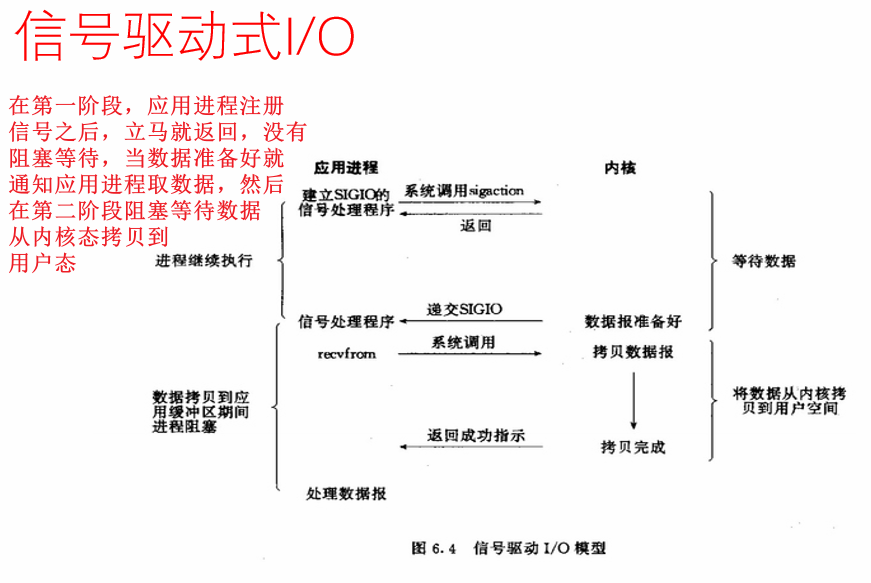 信号驱动式I/O
在第一阶段，应用进程注册
信号之后，立马就返回，没有
阻塞等待，当数据准备好就
通知应用进程取数据，然后
在第二阶段阻塞等待数据
从内核态拷贝到
用户态
应用进程
内核
建立SIGIO的
信号处理程序
系统调用sigaction
返回
进程继续执行
等待数据
信号处理程序
递交SIGIO
数据报准备好
recvfrom
系统调用
拷贝数据报
数据拷贝到应
用缓冲区期间
进程阻塞
将数据从内核拷
贝到用户空间
返回成功指示
拷贝完成
处理数据报
图 6.4 信号驱动 I/O 模型